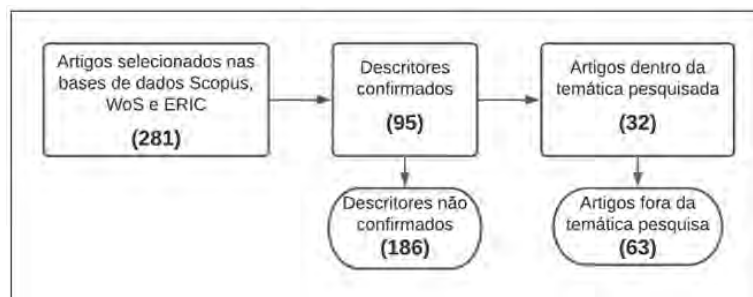 Artigos selecionados nas
bases de dados Scopus,
WoS e ERIC
(281)
Descritores
confirmados
(95)
Artigos dentro da
temática pesquisada
(32)
Descritores não
confirmados
(186)
Artigos fora da
temática pesquisa
(63)